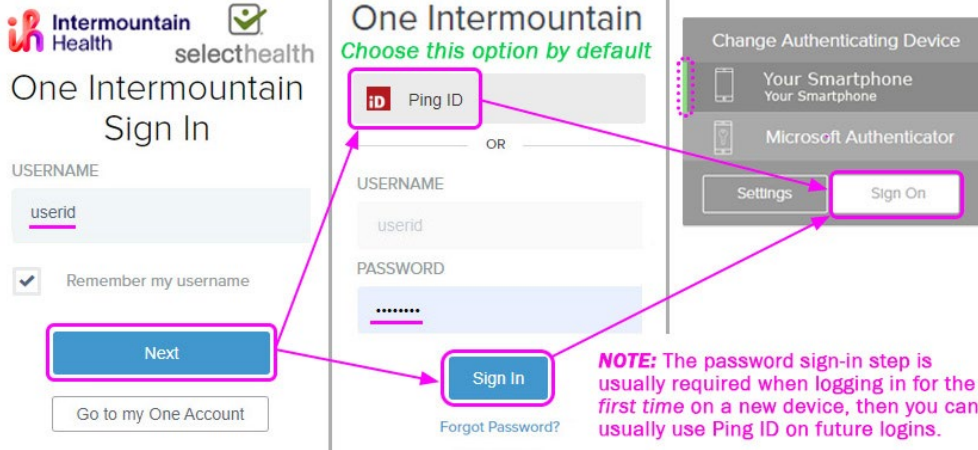 Intermountain
Health
selecthealth
One Intermountain
Sign In
USERNAME
userid
Remember my username
Next
Go to my One Account
One Intermountain
Choose this option by default
iD Ping ID
OR
USERNAME
userid
PASSWORD
••••••••
Sign In
Forgot Password?
Change Authenticating Device
Your Smartphone
Your Smartphone
Microsoft Authenticator
Settings
Sign On
NOTE: The password sign-in step is
usually required when logging in for the
first time on a new device, then you can
usually use Ping ID on future logins.